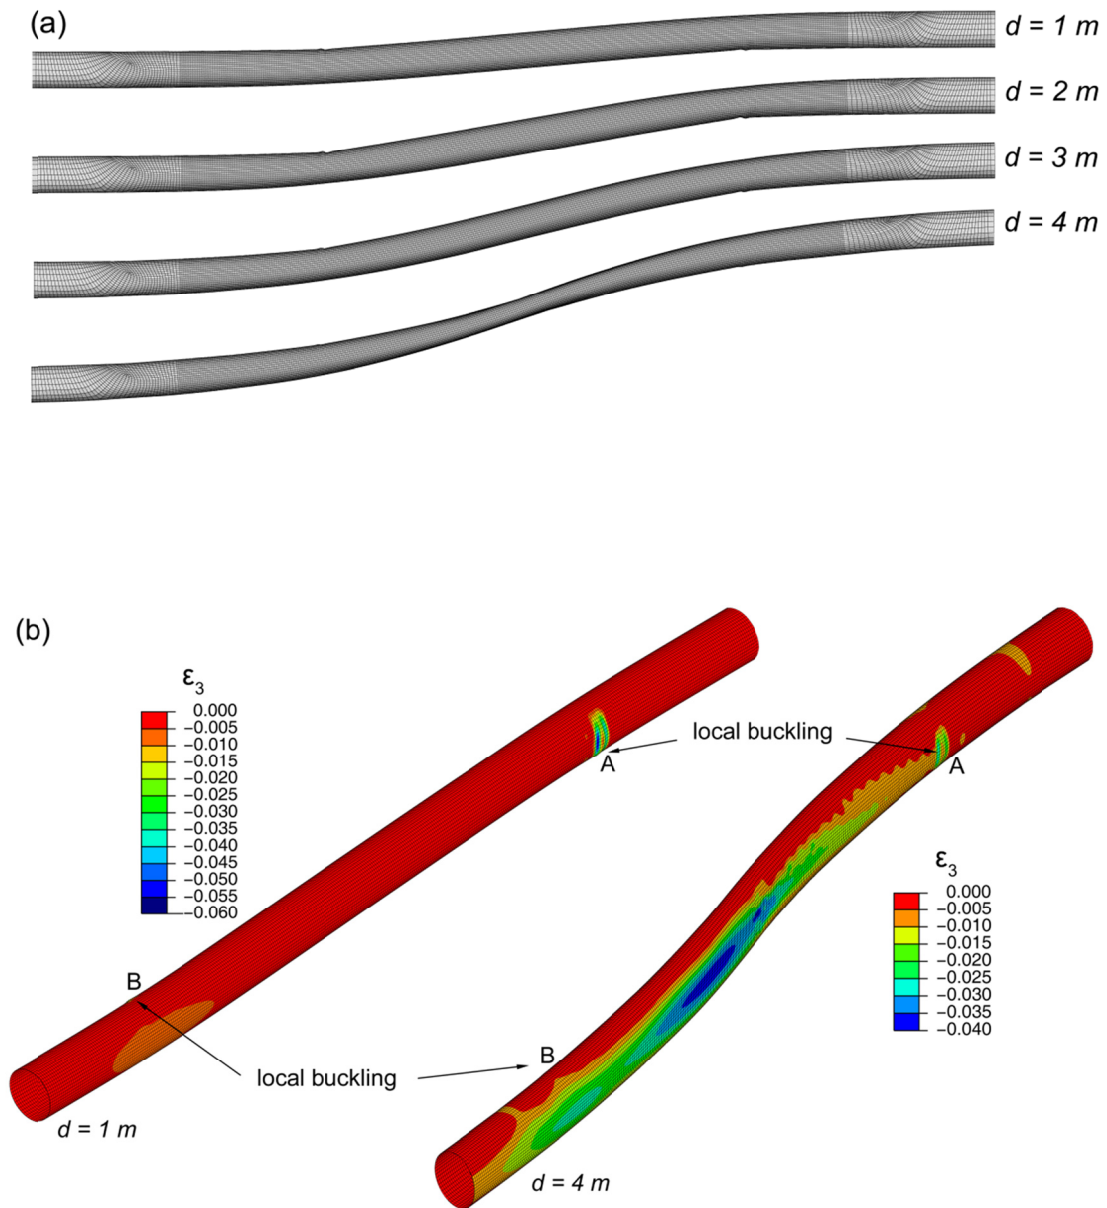 (a)
d = 1 m
d = 2 m
d = 3 m
d = 4 m
(b)
ε3
0.000
−0.005
−0.010
−0.015
−0.020
−0.025
−0.030
−0.035
−0.040
−0.045
−0.050
−0.055
−0.060
local buckling
A
A
ε3
0.000
−0.005
−0.010
−0.015
−0.020
−0.025
−0.030
−0.035
−0.040
B
B
local buckling
d = 1 m
d = 4 m